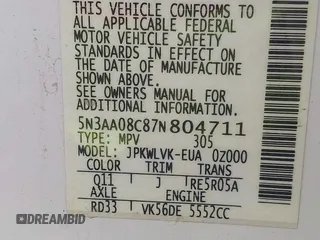 THIS VEHICLE CONFORMS TO
ALL APPLICABLE FEDERAL
MOTOR VEHICLE SAFETY
STANDARDS IN EFFECT ON
THE DATE OF MANUFACTURE
SHOWN ABOVE.
SEE OWNERS MANUAL FOR
ADDITIONAL INFORMATION.
5N3AA08C87N804711
TYPE: MPV 305
MODEL: JPKWLVK-EUA 0Z000
COLOR TRIM TRANS
Q11 J RE5R05A
AXLE ENGINE
RD33 VK56DE 5552CC
DREAMBID